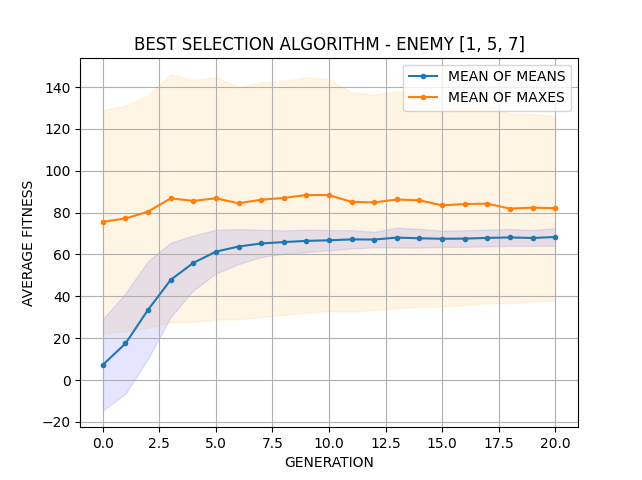 BEST SELECTION ALGORITHM - ENEMY [1, 5, 7]
MEAN OF MEANS
MEAN OF MAXES
AVERAGE FITNESS
140
120
100
80
60
40
20
0
−20
0.0 2.5 5.0 7.5 10.0 12.5 15.0 17.5 20.0
GENERATION